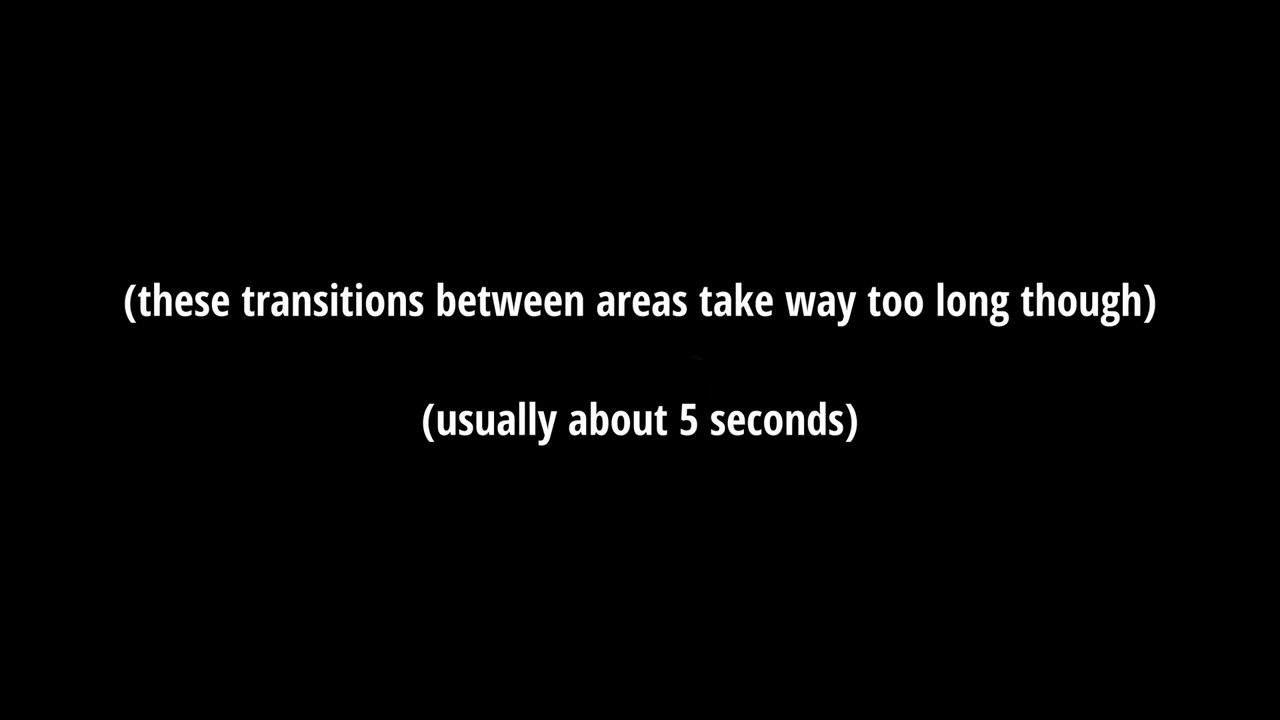 (these transitions between areas take way too long though)
(usually about 5 seconds)